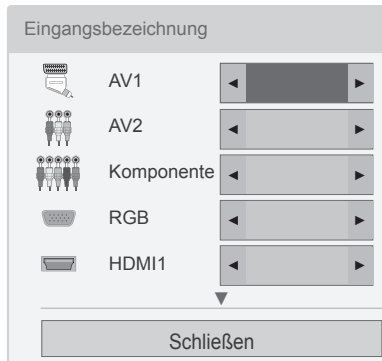 Eingangsbezeichnung
AV1
AV2
Komponente
RGB
HDMI1
Schließen